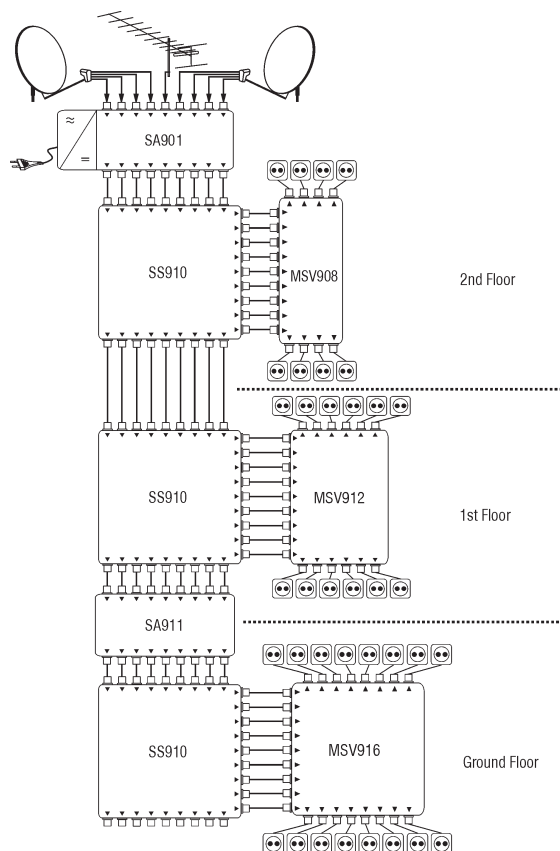 SA901
SS910
MSV908
2nd Floor
SS910
MSV912
1st Floor
SA911
SS910
MSV916
Ground Floor